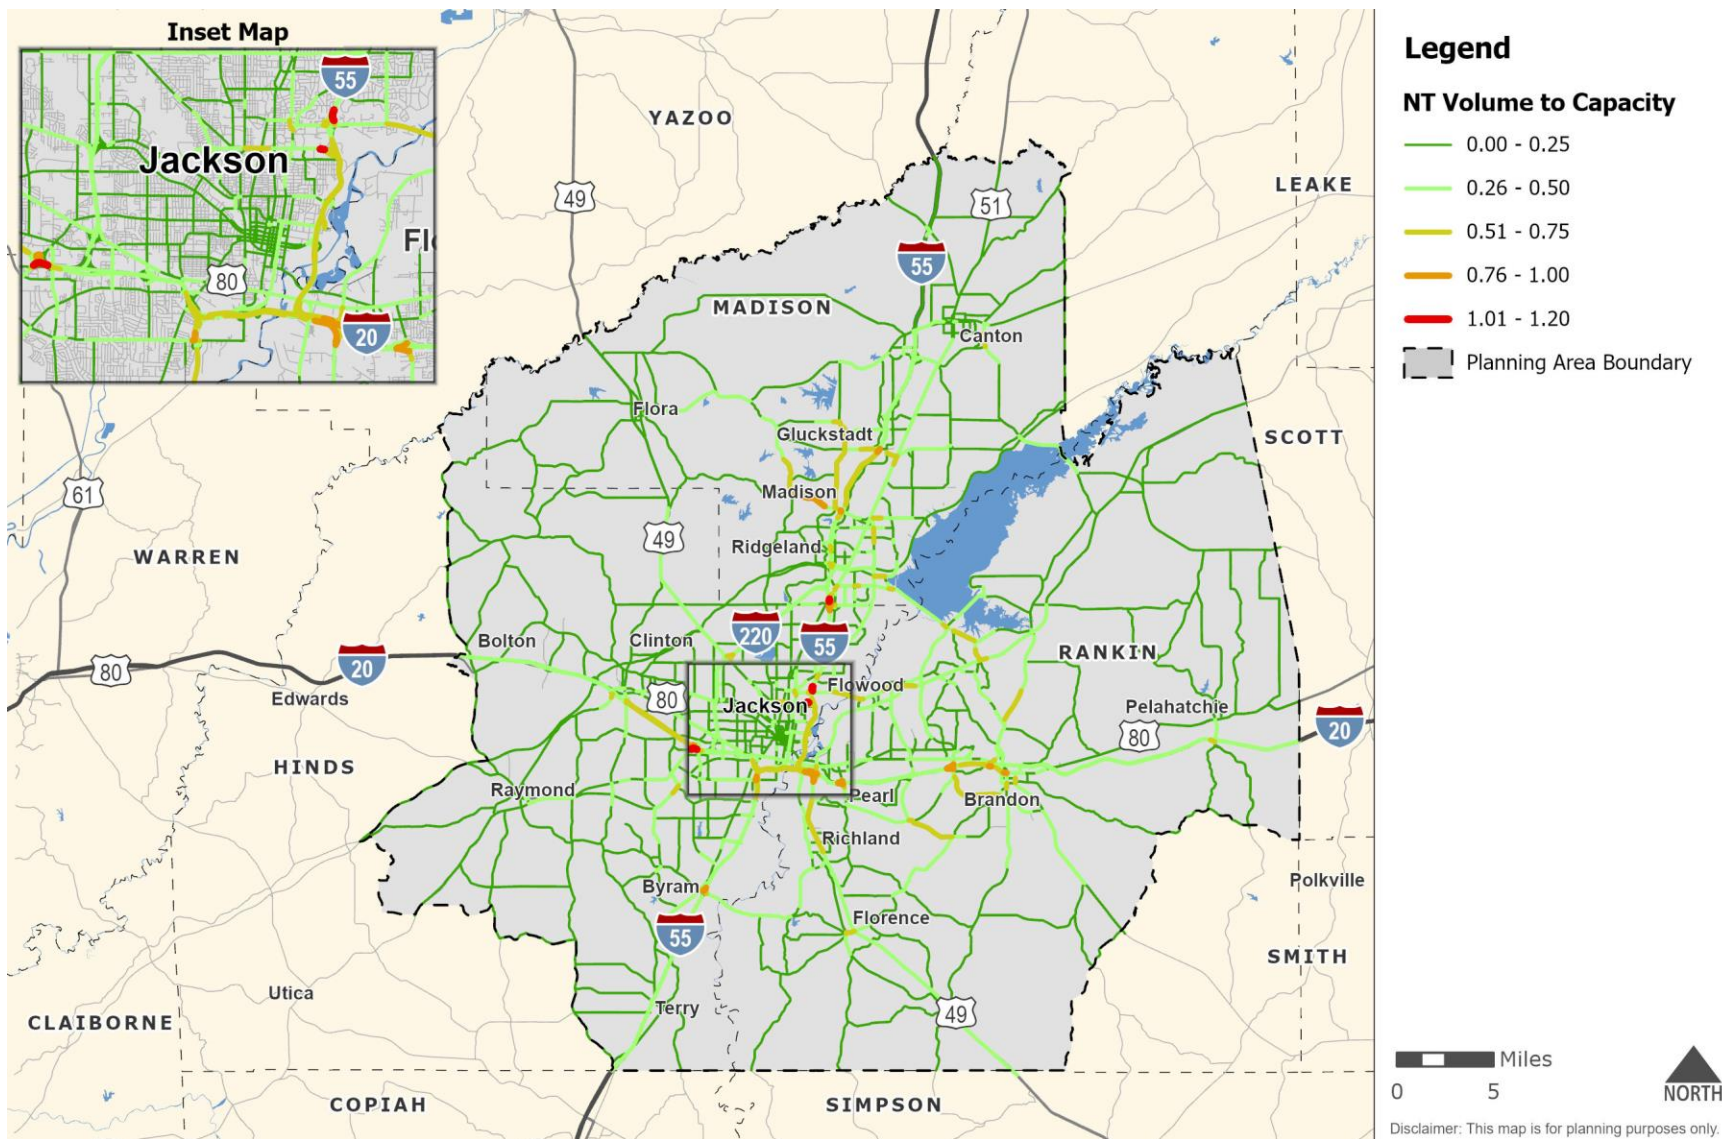 Inset Map
55
Jackson
Flo
80
20
YAZOO
LEAKE
49
51
55
MADISON
Canton
Flora
Gluckstadt
SCOTT
61
Madison
49
WARREN
Ridgeland
220
55
Bolton
Clinton
RANKIN
80
20
Edwards
80
Flowood
Jackson
Pelahatchie
80
20
HINDS
Raymond
Pearl
Brandon
Richland
Byram
Polkville
55
Florence
SMITH
Utica
Terry
49
CLAIBORNE
COPIAH
SIMPSON
Legend
NT Volume to Capacity
0.00 - 0.25
0.26 - 0.50
0.51 - 0.75
0.76 - 1.00
1.01 - 1.20
Planning Area Boundary
Miles
0 5
NORTH
Disclaimer: This map is for planning purposes only.